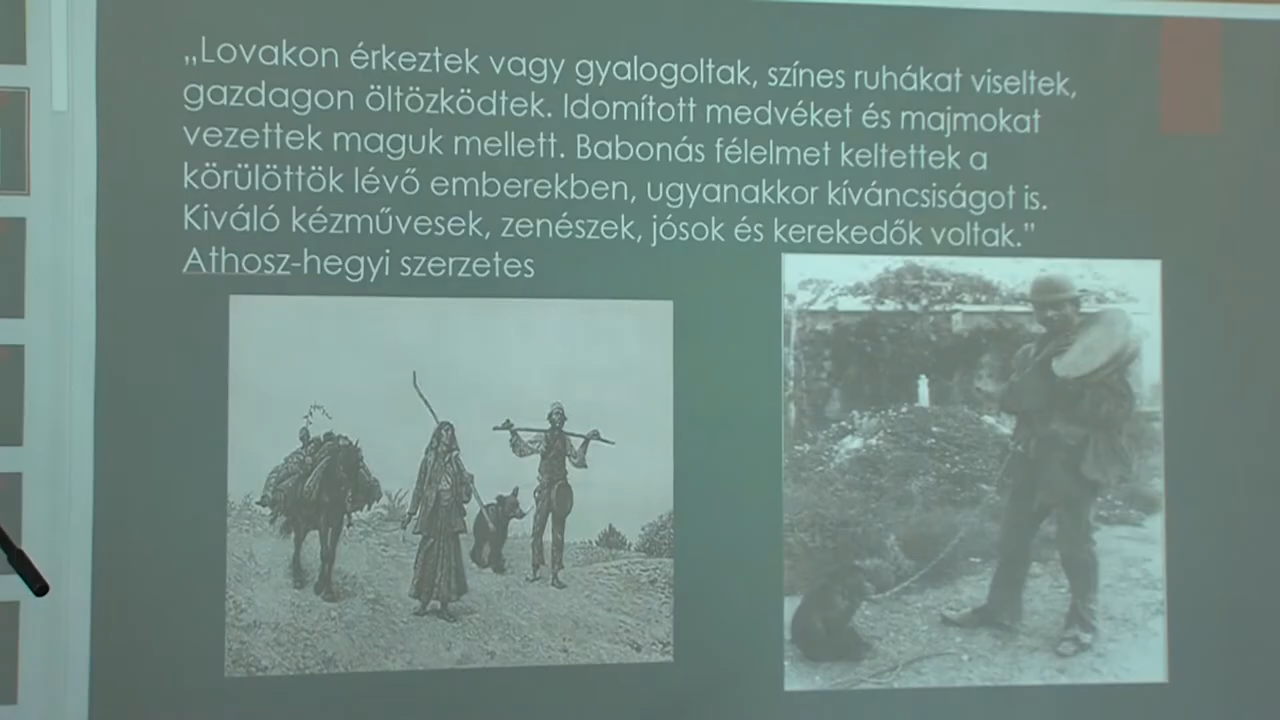 „Lovakon érkeztek vagy gyalogoltak, színes ruhákat viseltek,
gazdagon öltözködtek. Idomított medvéket és majmokat
vezettek maguk mellett. Babonás félelmet keltettek a
körülöttök lévő emberekben, ugyanakkor kíváncsiságot is.
Kiváló kézművesek, zenészek, jósok és kerekedők voltak.”
Athosz-hegyi szerzetes